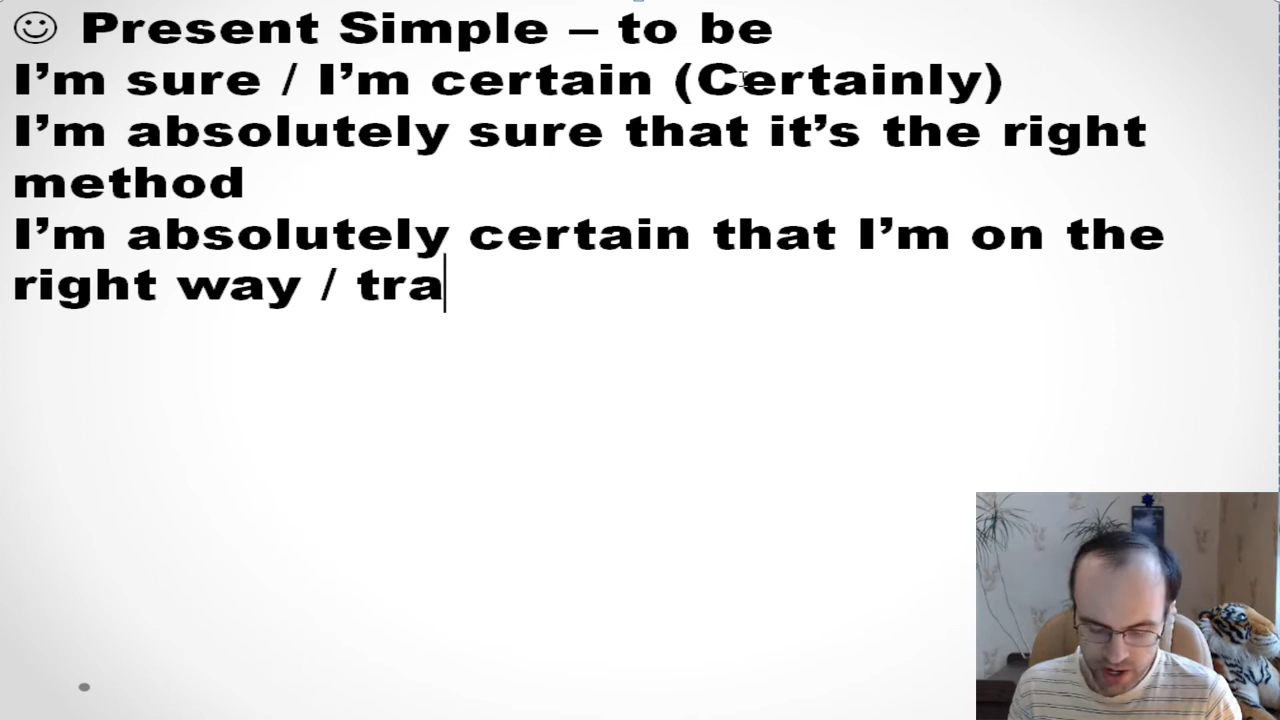 ☺ Present Simple – to be
I’m sure / I’m certain (Certainly)
I’m absolutely sure that it’s the right
method
I’m absolutely certain that I’m on the
right way / tra